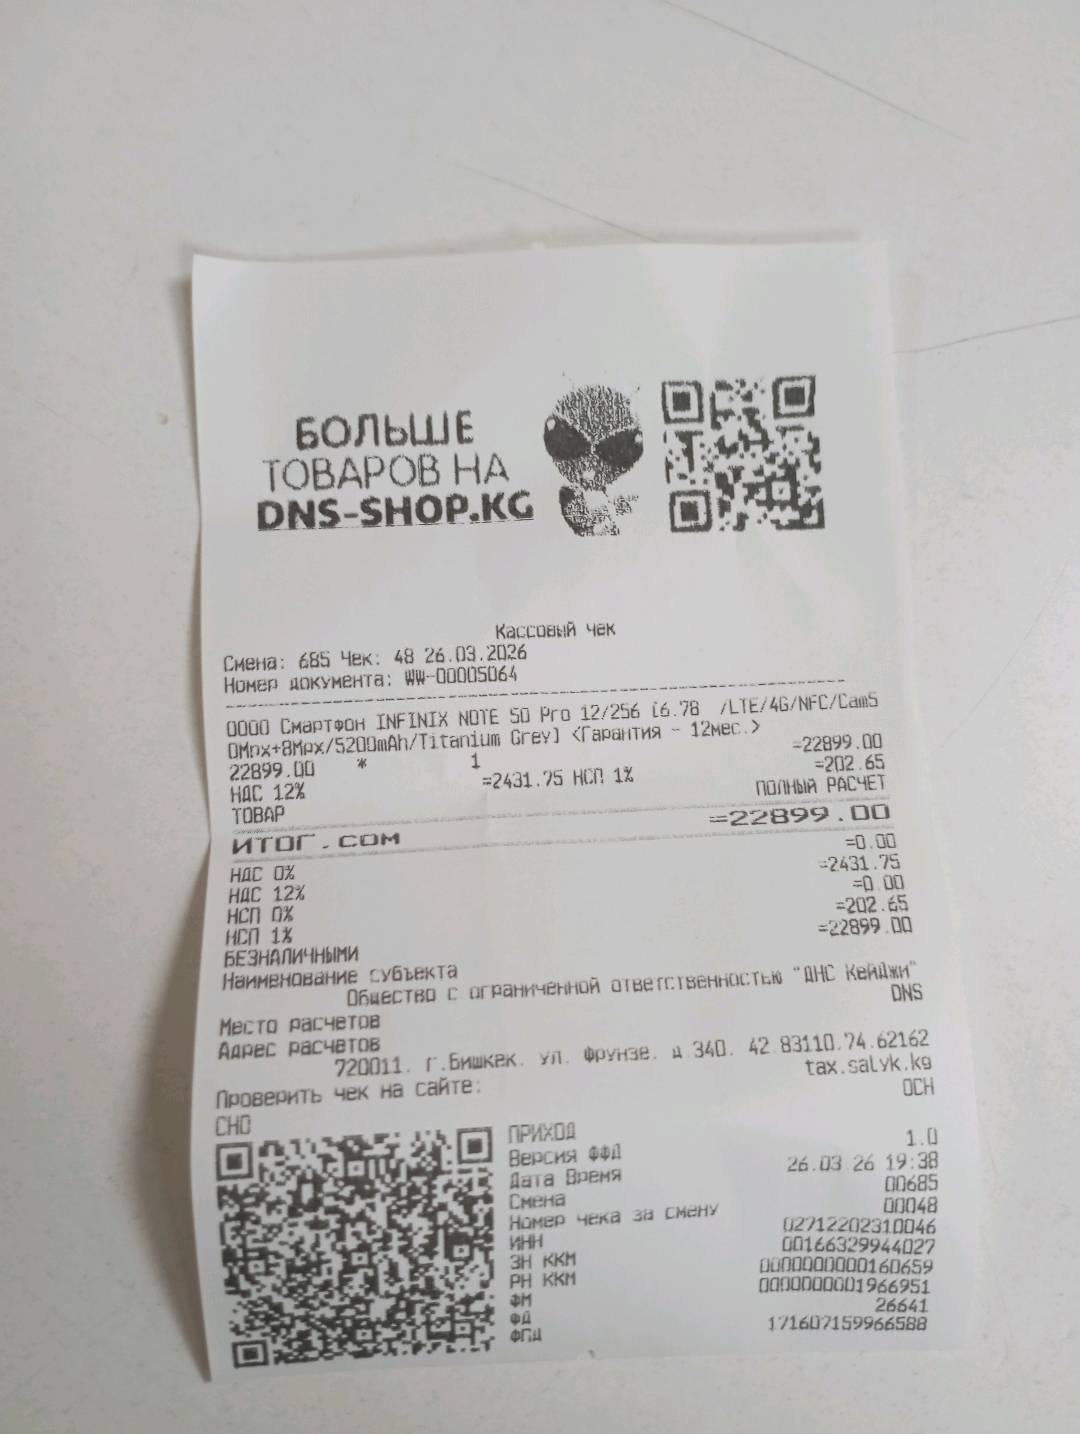 БОЛЬШЕ
ТОВАРОВ НА
DNS-SHOP.KG
Кассовый чек
Смена: 685 Чек: 48 26.03.2026
Номер документа: WW-00005064
0000 Смартфон INFINIX NOTE 50 Pro 12/256 [6.78 /LTE/4G/NFC/Cam5
0Mpx+8Mpx/5200mAh/Titanium Grey] <Гарантия - 12мес.>
22899.00 * 1 =22899.00
НДС 12% =2431.75 НСП 1% =202.65
ТОВАР ПОЛНЫЙ РАСЧЕТ
ИТОГ.СОМ =22899.00
НДС 0% =0.00
НДС 12% =2431.75
НСП 0% =0.00
НСП 1% =202.65
БЕЗНАЛИЧНЫМИ =22899.00
Наименование субъекта
Общество с ограниченной ответственностью "ДНС КейДжи"
Место расчетов DNS
Адрес расчетов
720011, г.Бишкек, ул. Фрунзе, д.340, 42.83110,74.62162
Проверить чек на сайте: tax.salyk.kg
СНО ОСН
ПРИХОД
Версия ФФД 1.0
Дата Время 26.03.26 19:38
Смена 00685
Номер чека за смену 00048
ИНН 02712202310046
ЗН ККМ 00166329944027
РН ККМ 0000000000160659
ФМ 0000000001966951
ФД 26641
ФПД 171607159966588